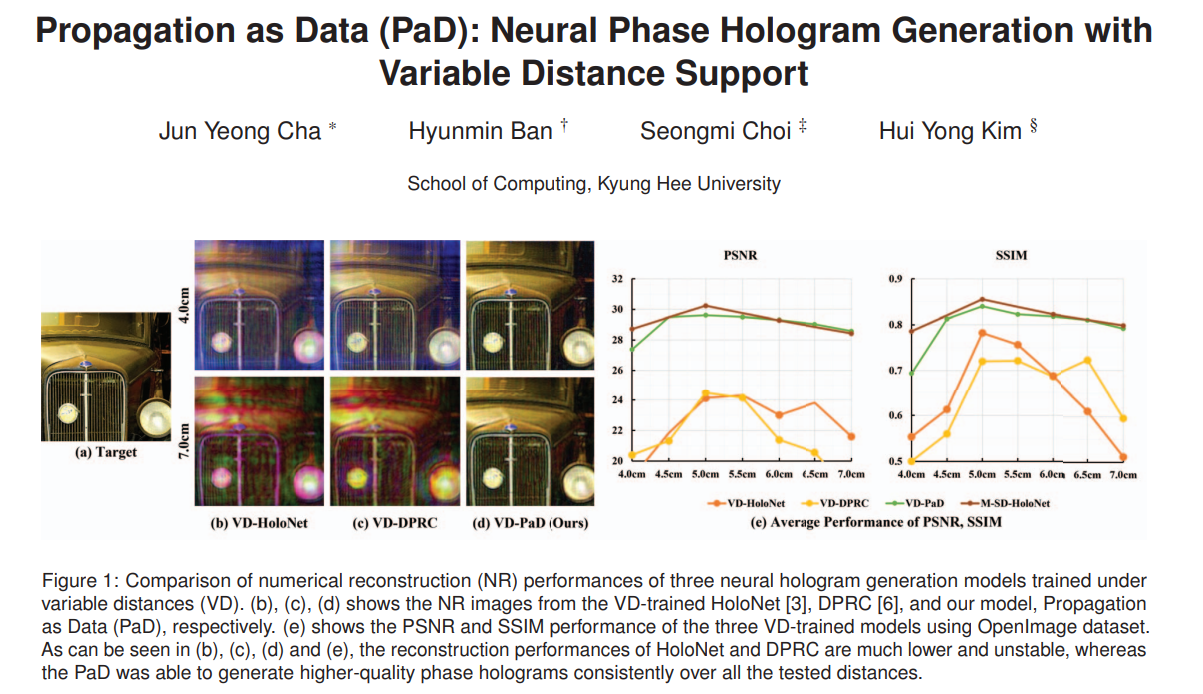 Propagation as Data (PaD): Neural Phase Hologram Generation with
Variable Distance Support
Jun Yeong Cha * Hyunmin Ban † Seongmi Choi ‡ Hui Yong Kim §
School of Computing, Kyung Hee University
4.0cm
7.0cm
(a) Target
(b) VD-HoloNet (c) VD-DPRC (d) VD-PaD (Ours)
PSNR
32
30
28
26
24
22
20
4.0cm 4.5cm 5.0cm 5.5cm 6.0cm 6.5cm 7.0cm
SSIM
0.9
0.8
0.7
0.6
0.5
4.0cm 4.5cm 5.0cm 5.5cm 6.0cm 6.5cm 7.0cm
VD-HoloNet VD-DPRC VD-PaD M-SD-HoloNet
(e) Average Performance of PSNR, SSIM
Figure 1: Comparison of numerical reconstruction (NR) performances of three neural hologram generation models trained under
variable distances (VD). (b), (c), (d) shows the NR images from the VD-trained HoloNet [3], DPRC [6], and our model, Propagation
as Data (PaD), respectively. (e) shows the PSNR and SSIM performance of the three VD-trained models using OpenImage dataset.
As can be seen in (b), (c), (d) and (e), the reconstruction performances of HoloNet and DPRC are much lower and unstable, whereas
the PaD was able to generate higher-quality phase holograms consistently over all the tested distances.